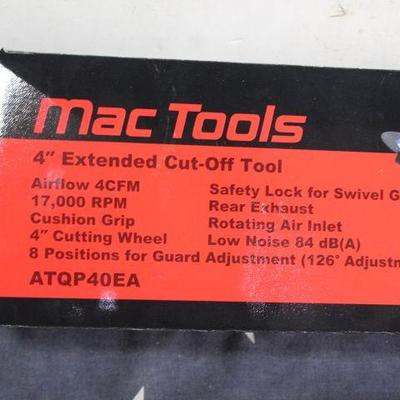 mac Tools
4" Extended Cut-Off Tool
Airflow 4CFM
17,000 RPM
Cushion Grip
4" Cutting Wheel
Safety Lock for Swivel
Rear Exhaust
Rotating Air Inlet
Low Noise 84 dB(A)
8 Positions for Guard Adjustment (126°
ATQP40EA